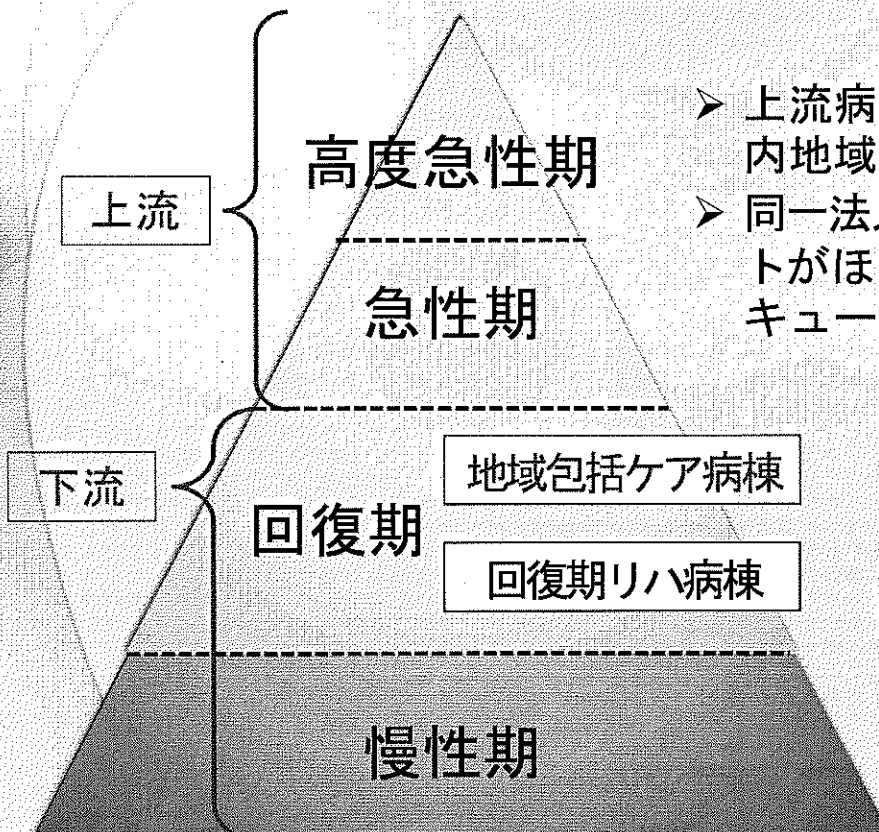 高度急性期
上流
急性期
下流
地域包括ケア病棟
回復期
回復期リハ病棟
慢性期
➤ 上流病
内地域
➤ 同一法
トがほ
キュー